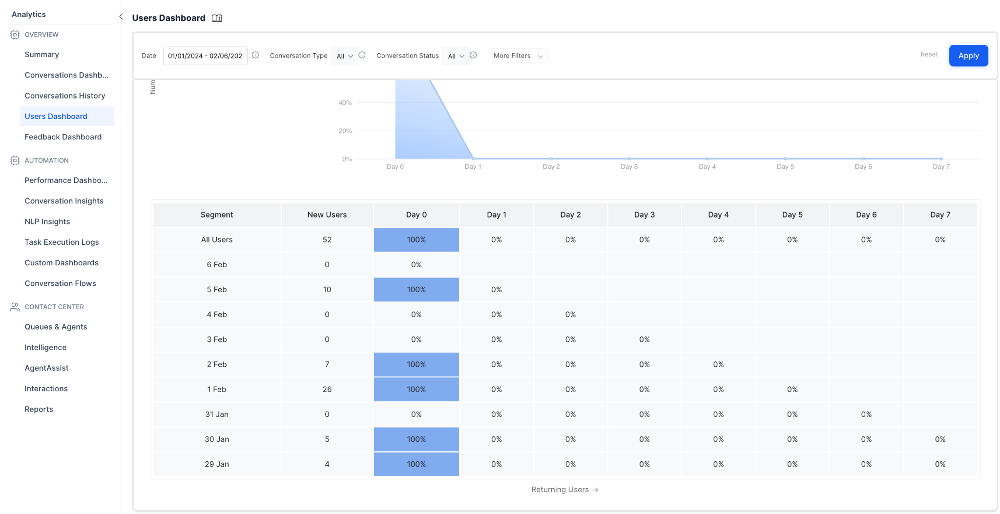 Analytics
OVERVIEW
Summary
Conversations Dashb...
Conversations History
Users Dashboard
Feedback Dashboard
AUTOMATION
Performance Dashbo...
Conversation Insights
NLP Insights
Task Execution Logs
Custom Dashboards
Conversation Flows
CONTACT CENTER
Queues & Agents
Intelligence
AgentAssist
Interactions
Reports
Users Dashboard
Date 01/01/2024 - 02/06/202 Conversation Type All Conversation Status All More Filters Reset Apply
Num
40%
20%
0%
Day 0 Day 1 Day 2 Day 3 Day 4 Day 5 Day 6 Day 7
Segment New Users Day 0 Day 1 Day 2 Day 3 Day 4 Day 5 Day 6 Day 7
All Users 52 100% 0% 0% 0% 0% 0% 0% 0%
6 Feb 0 0%
5 Feb 10 100% 0%
4 Feb 0 0% 0% 0%
3 Feb 0 0% 0% 0% 0%
2 Feb 7 100% 0% 0% 0% 0%
1 Feb 26 100% 0% 0% 0% 0% 0%
31 Jan 0 0% 0% 0% 0% 0% 0% 0%
30 Jan 5 100% 0% 0% 0% 0% 0% 0% 0%
29 Jan 4 100% 0% 0% 0% 0% 0% 0% 0%
Returning Users →